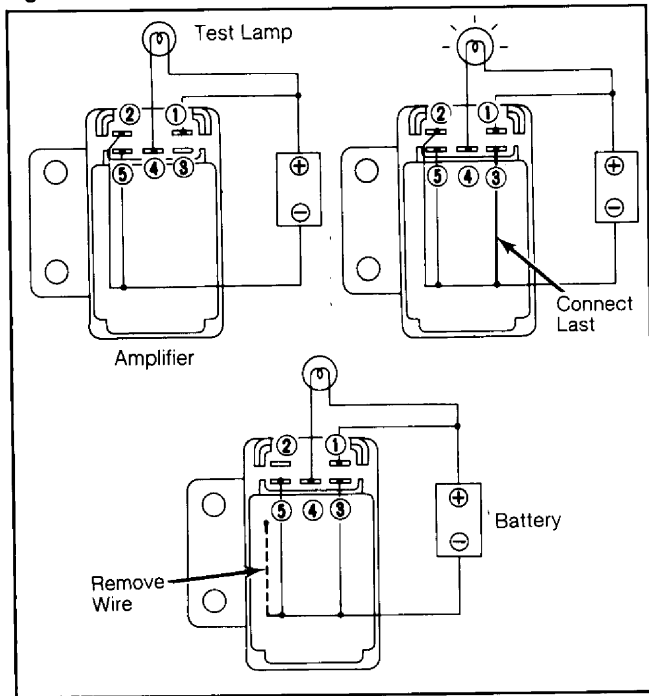 Test Lamp
② ①
⑤ ④ ③
+
−
Amplifier
② ①
⑤ ④ ③
+
−
Connect
Last
② ①
⑤ ④ ③
+
−
Battery
Remove
Wire